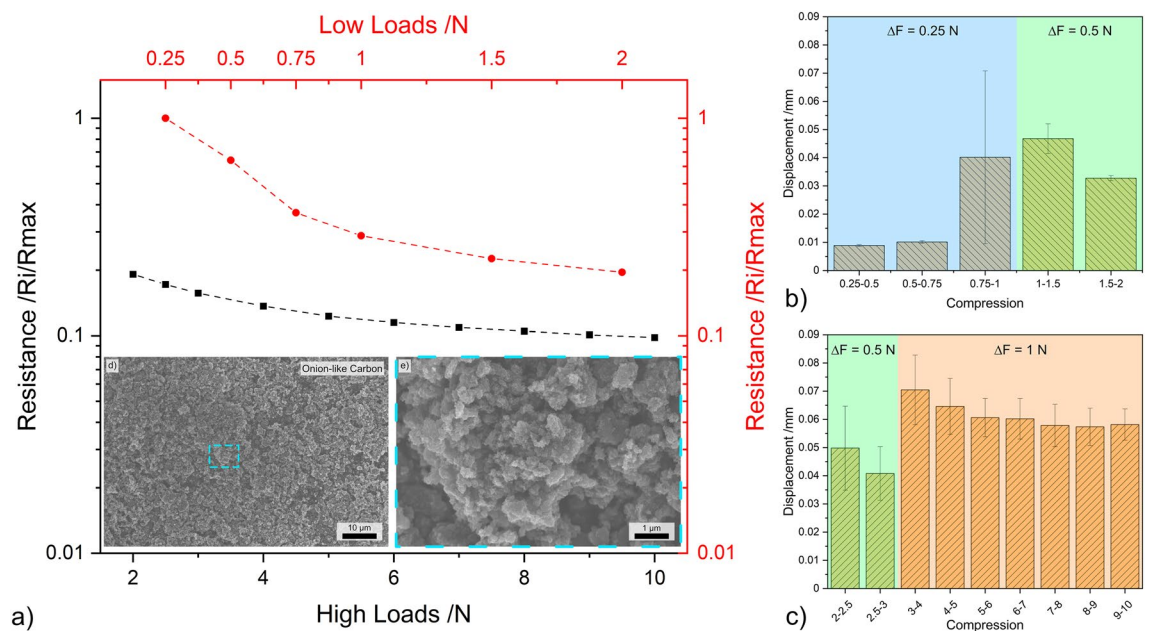 Low Loads /N
0.25 0.5 0.75 1 1.5 2
1
0.1
0.01
Resistance /Ri/Rmax
1
0.1
0.01
Resistance /Ri/Rmax
d)
Onion-like Carbon
10 µm
e)
1 µm
2 4 6 8 10
High Loads /N
a)
0.09
0.08
0.07
0.06
0.05
0.04
0.03
0.02
0.01
0
Displacement /mm
ΔF = 0.25 N
ΔF = 0.5 N
0.25-0.5 0.5-0.75 0.75-1 1-1.5 1.5-2
Compression
b)
0.09
0.08
0.07
0.06
0.05
0.04
0.03
0.02
0.01
0
Displacement /mm
ΔF = 0.5 N
ΔF = 1 N
2-2.5 2.5-3 3-4 4-5 5-6 6-7 7-8 8-9 9-10
Compression
c)